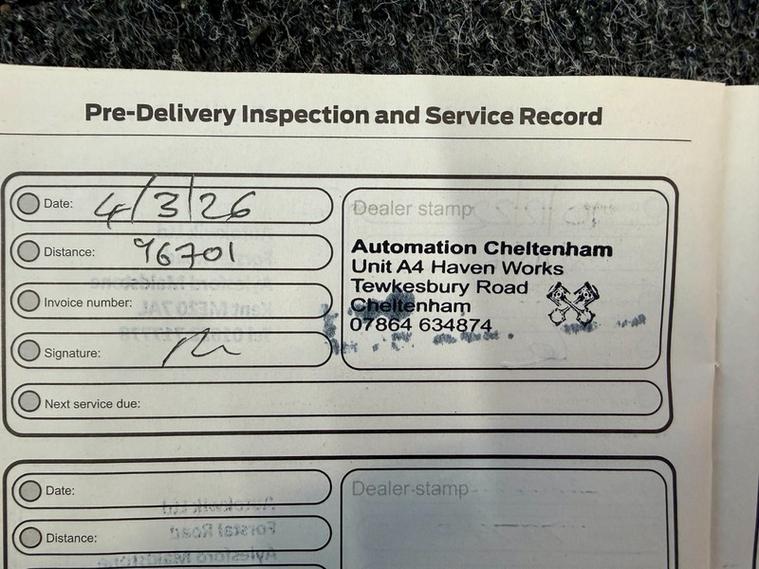 Pre-Delivery Inspection and Service Record
Date: 4/3/26
Distance: 96701
Invoice number:
Signature:
Next service due:
Dealer stamp
Automation Cheltenham
Unit A4 Haven Works
Tewkesbury Road
Cheltenham
07864 634874
Date:
Distance:
Dealer stamp